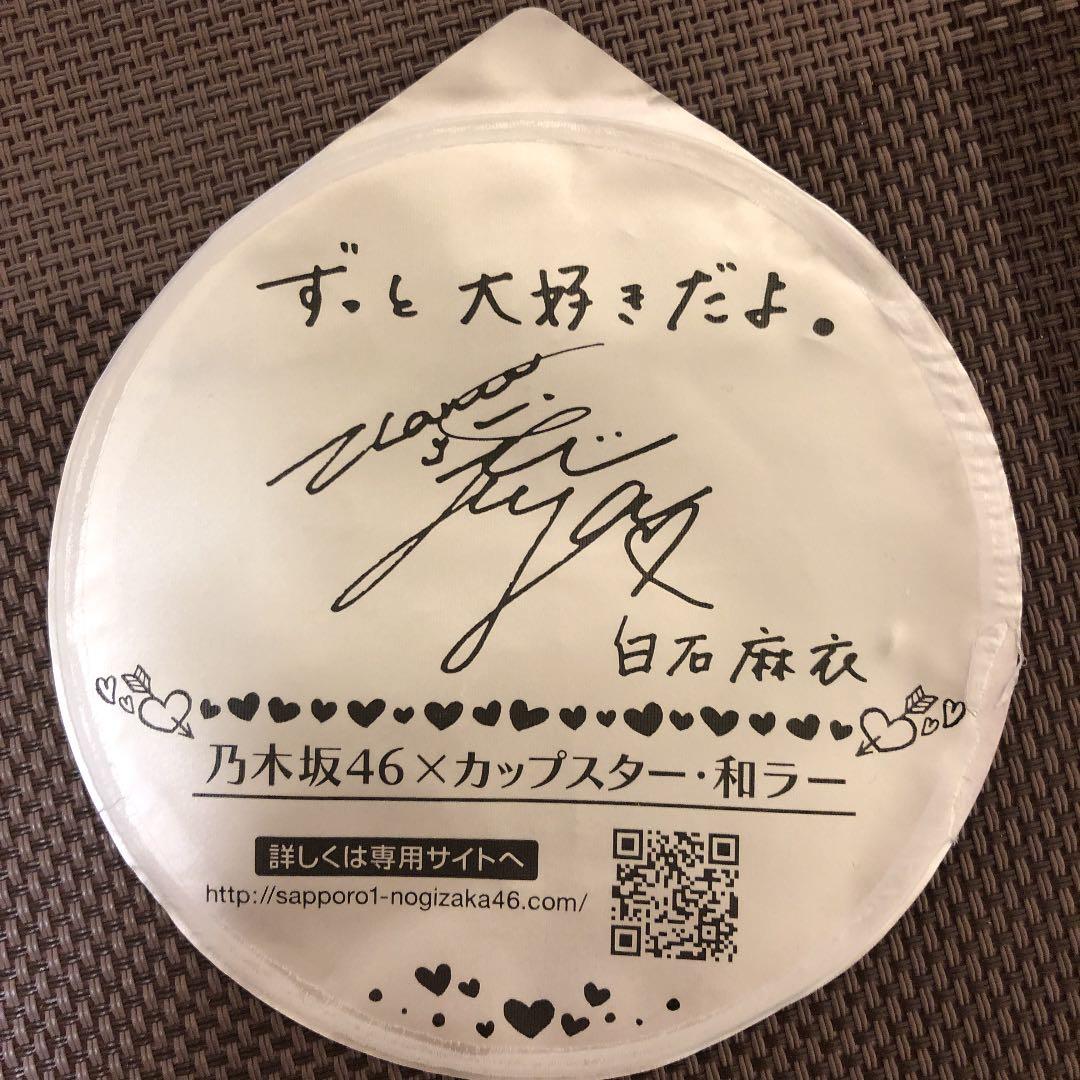 ずっと大好きだよ。
白石麻衣
乃木坂46×カップスター・和ラー
詳しくは専用サイトへ
http://sapporo1-nogizaka46.com/